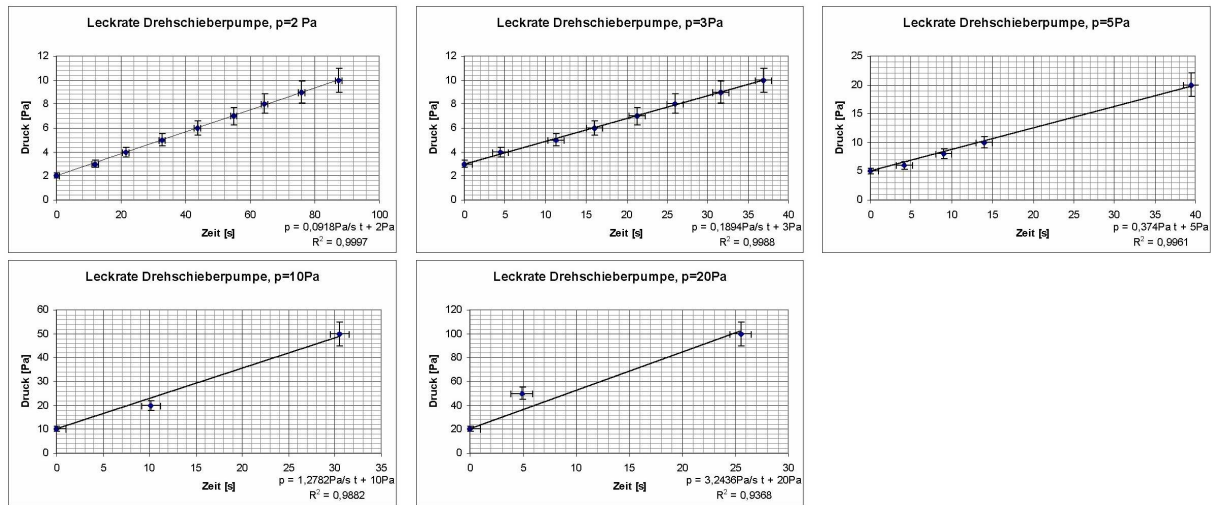 Leckrate Drehschieberpumpe, p=2 Pa
12
10
8
6
4
2
0
Druck [Pa]
0 20 40 60 80 100
Zeit [s]
p = 0,0918Pa/s t + 2Pa
R² = 0,9997
Leckrate Drehschieberpumpe, p=3Pa
12
10
8
6
4
2
0
Druck [Pa]
0 5 10 15 20 25 30 35 40
Zeit [s]
p = 0,1894Pa/s t + 3Pa
R² = 0,9988
Leckrate Drehschieberpumpe, p=5Pa
25
20
15
10
5
0
Druck [Pa]
0 10 20 30 40
Zeit [s]
p = 0,374Pa/s t + 5Pa
R² = 0,9961
Leckrate Drehschieberpumpe, p=10Pa
60
50
40
30
20
10
0
Druck [Pa]
0 5 10 15 20 25 30 35
Zeit [s]
p = 1,2782Pa/s t + 10Pa
R² = 0,9882
Leckrate Drehschieberpumpe, p=20Pa
120
100
80
60
40
20
0
Druck [Pa]
0 5 10 15 20 25 30
Zeit [s]
p = 3,2436Pa/s t + 20Pa
R² = 0,9368